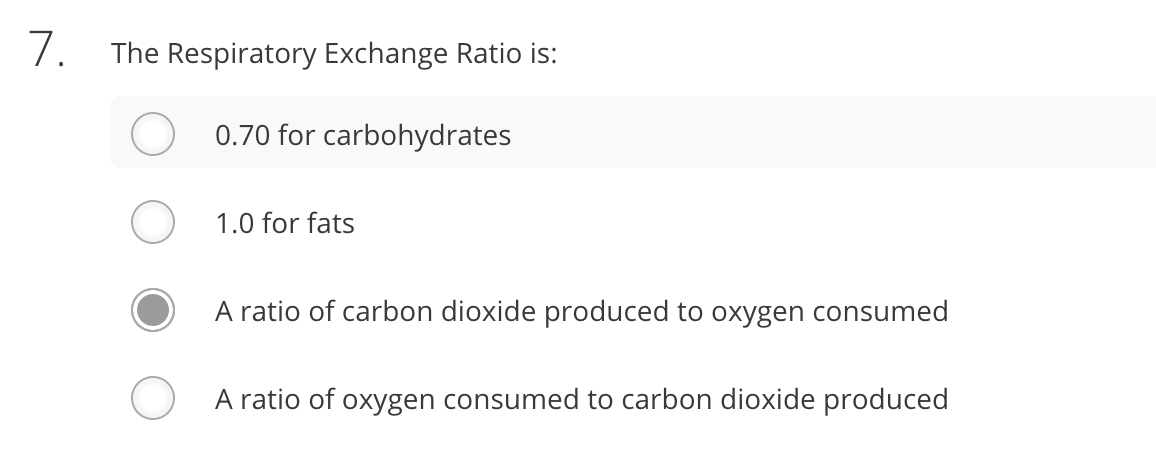 7. The Respiratory Exchange Ratio is:
0.70 for carbohydrates
1.0 for fats
A ratio of carbon dioxide produced to oxygen consumed
A ratio of oxygen consumed to carbon dioxide produced